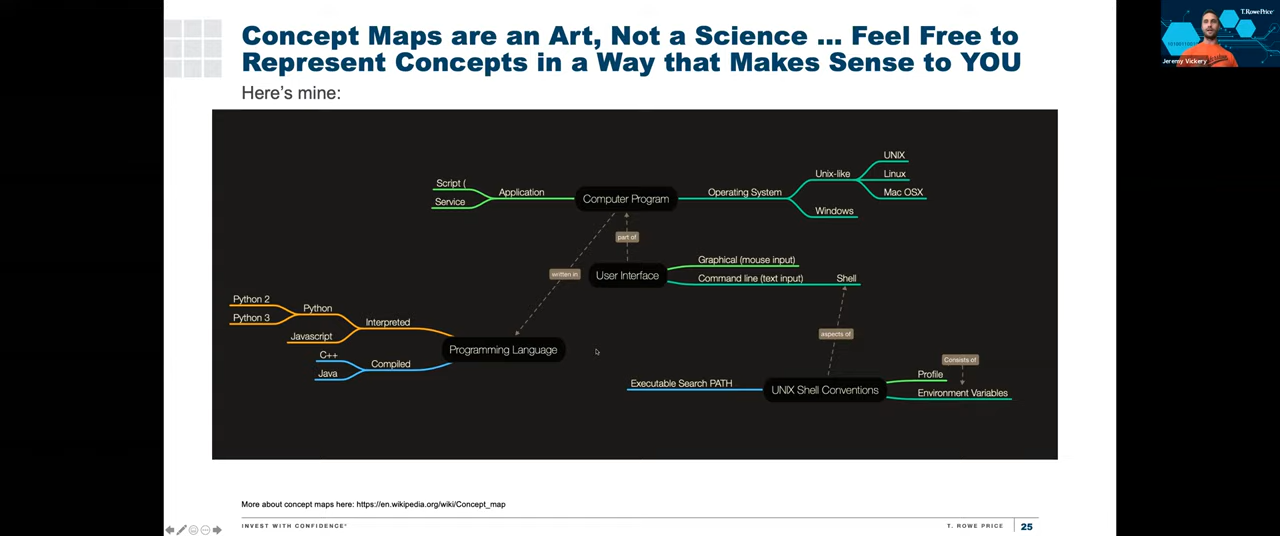 Concept Maps are an Art, Not a Science ... Feel Free to
Represent Concepts in a Way that Makes Sense to YOU
Here's mine:
T.RowePrice
Jeremy Vickery
Script (
Service
Application
Computer Program
Operating System
Unix-like
UNIX
Linux
Mac OSX
Windows
part of
written in
User Interface
Graphical (mouse input)
Command line (text input)
Shell
Python 2
Python 3
Python
Javascript
Interpreted
C++
Java
Compiled
Programming Language
aspects of
Executable Search PATH
UNIX Shell Conventions
Consists of
Profile
Environment Variables
More about concept maps here: https://en.wikipedia.org/wiki/Concept_map
INVEST WITH CONFIDENCE®
T. ROWE PRICE
25